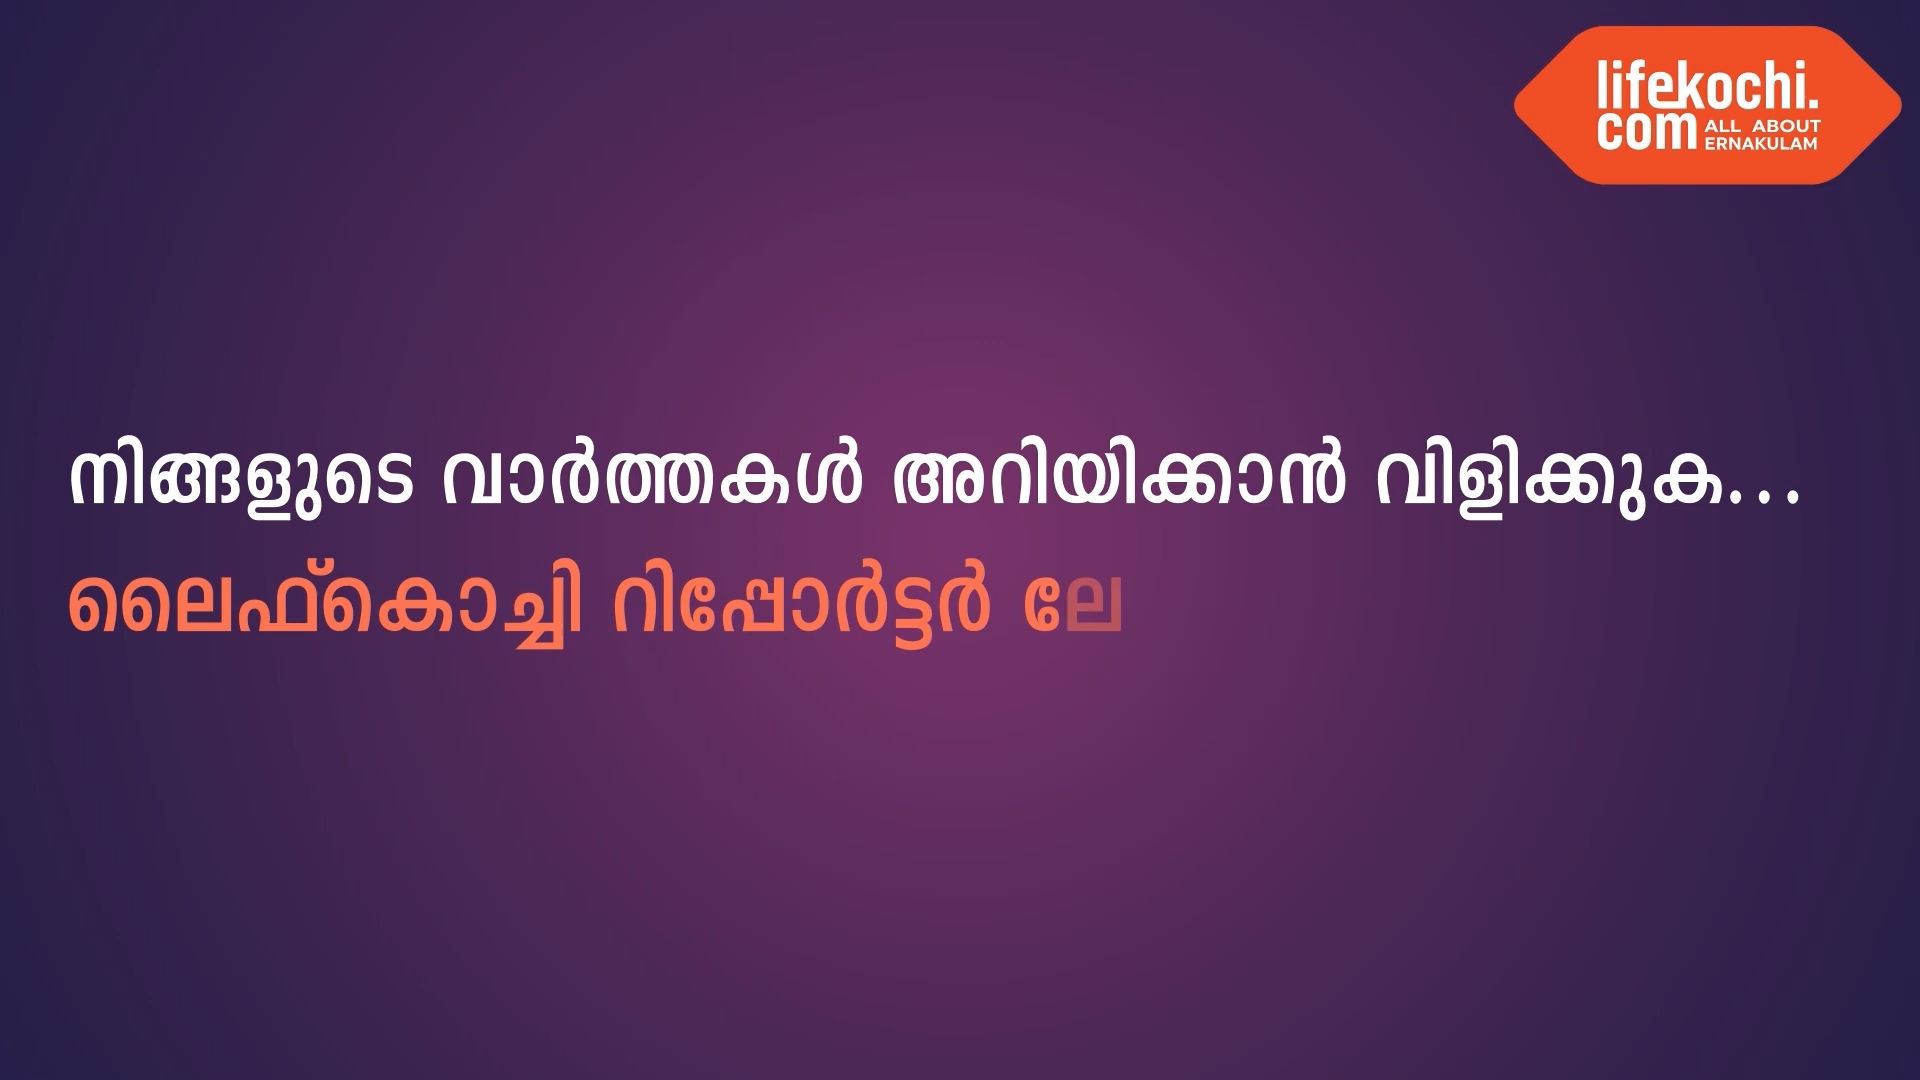 lifekochi.
com ALL ABOUT
ERNAKULAM
നിങ്ങളുടെ വാർത്തകൾ അറിയിക്കാൻ വിളിക്കുക...
ലൈഫ്കൊച്ചി റിപ്പോർട്ടർ ലേ